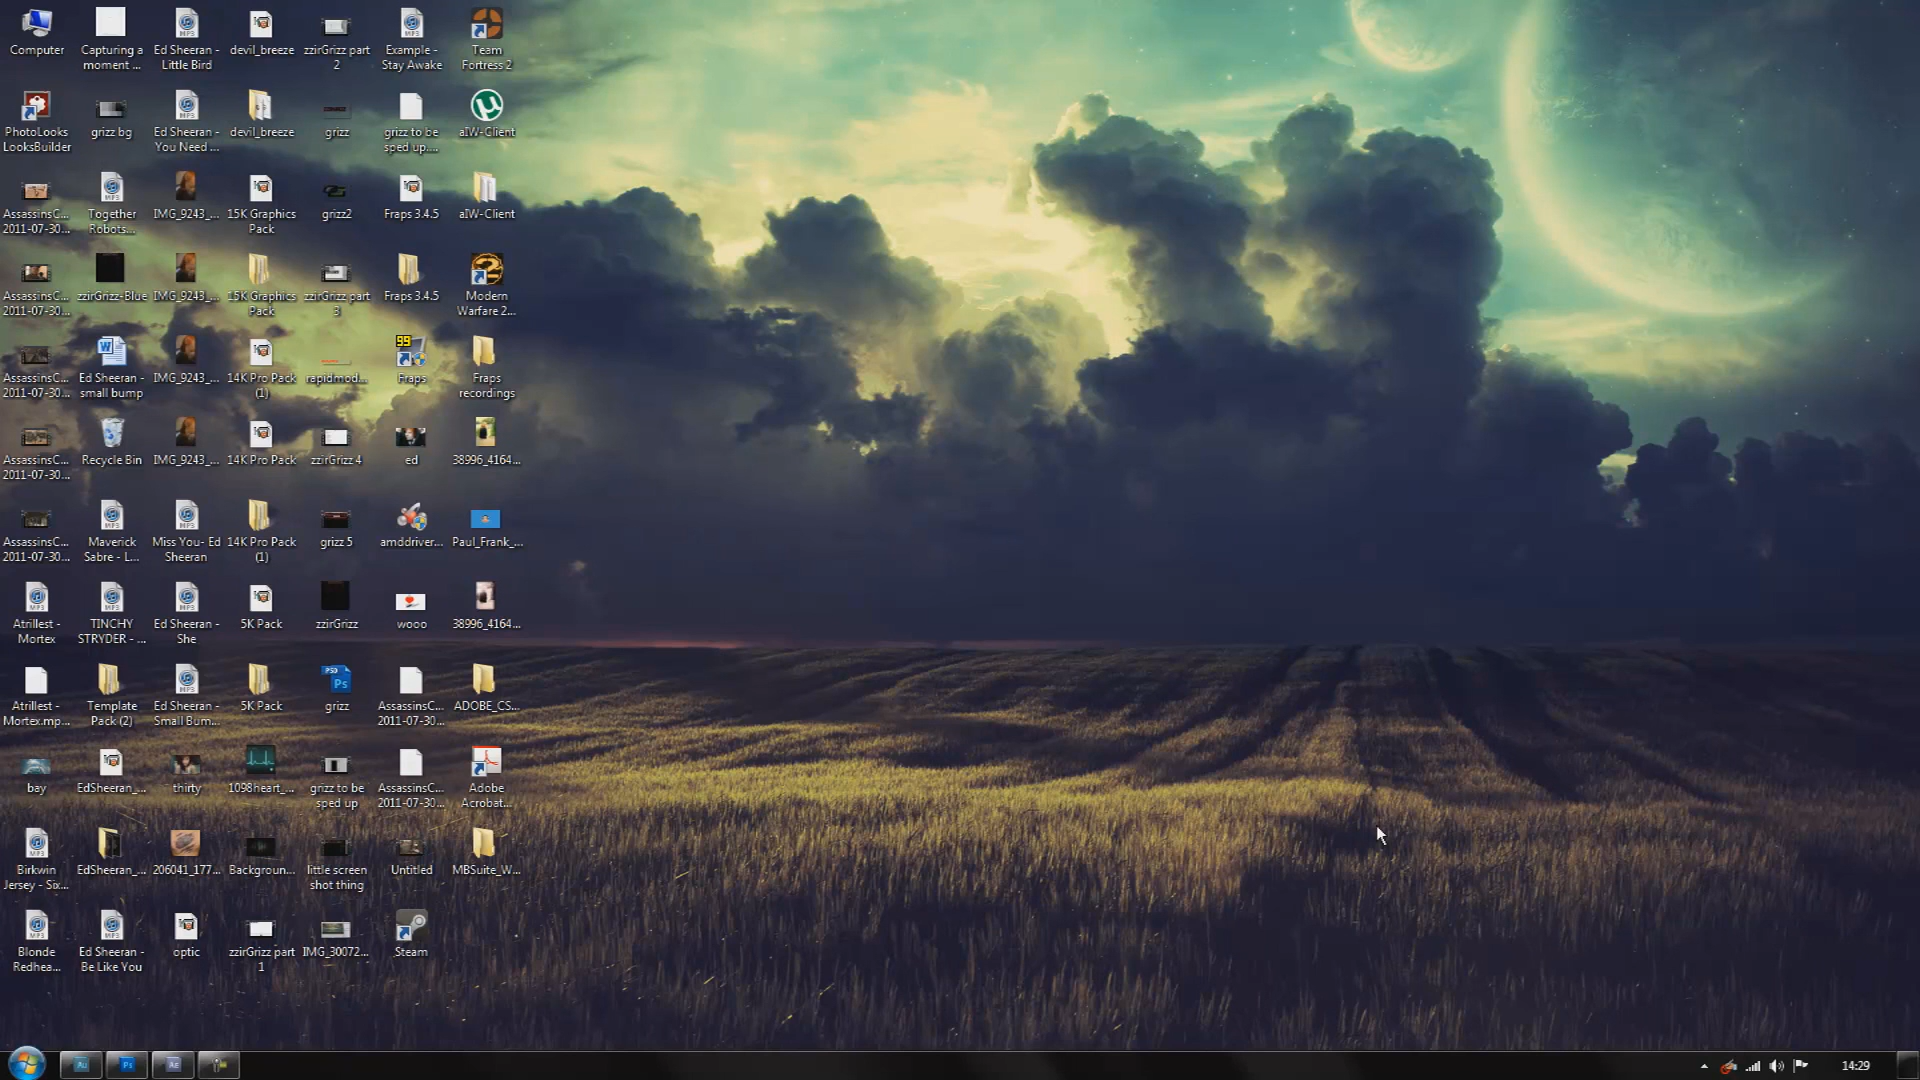 Computer
PhotoLooks
LooksBuilder
AssassinsC...
2011-07-30...
AssassinsC...
2011-07-30...
AssassinsC...
2011-07-30...
AssassinsC...
2011-07-30...
AssassinsC...
2011-07-30...
Atrillest -
Mortex
Atrillest -
Mortex.mp...
bay
Birkwin
Jersey - Six...
Blonde
Redhea...
Capturing a
moment ...
grizz bg
Together
Robots...
zzirGrizz-Blue
Ed Sheeran -
small bump
Recycle Bin
Maverick
Sabre - L...
TINCHY
STRYDER - ...
Template
Pack (2)
EdSheeran_...
EdSheeran_...
Ed Sheeran -
Be Like You
Ed Sheeran -
Little Bird
Ed Sheeran -
You Need ...
IMG_9243_...
IMG_9243_...
IMG_9243_...
IMG_9243_...
Miss You- Ed
Sheeran
Ed Sheeran -
She
Ed Sheeran -
Small Bum...
thirty
206041_177...
optic
devil_breeze
devil_breeze
15K Graphics
Pack
15K Graphics
Pack
14K Pro Pack
(1)
14K Pro Pack
14K Pro Pack
(1)
5K Pack
5K Pack
1098heart_...
Backgroun...
zzirGrizz part
1
zzirGrizz part
2
grizz
grizz2
zzirGrizz part
3
rapidmod...
zzirGrizz 4
grizz 5
zzirGrizz
PSD
Ps
grizz
grizz to be
sped up
little screen
shot thing
IMG_30072...
Example -
Stay Awake
grizz to be
sped up....
Fraps 3.4.5
Fraps 3.4.5
99
Fraps
ed
amddriver...
wooo
AssassinsC...
2011-07-30...
AssassinsC...
2011-07-30...
Untitled
Steam
Team
Fortress 2
aIW-Client
aIW-Client
Modern
Warfare 2...
Fraps
recordings
38996_4164...
Paul_Frank_...
38996_4164...
ADOBE_CS...
Adobe
Acrobat...
MBSuite_W...
Au
Ps
Ae
14:29